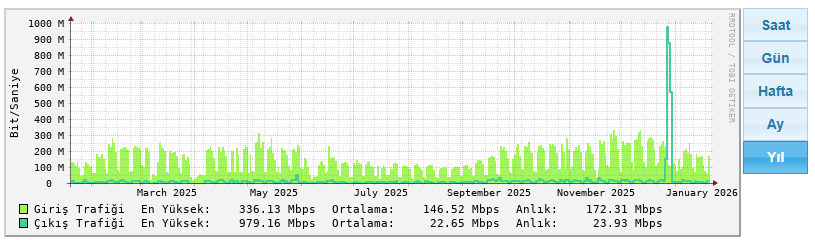 1000 M
900 M
800 M
700 M
600 M
500 M
400 M
300 M
200 M
100 M
0
Bit/Saniye
March 2025 May 2025 July 2025 September 2025 November 2025 January 2026
Giriş Trafiği En Yüksek: 336.13 Mbps Ortalama: 146.52 Mbps Anlık: 172.31 Mbps
Çıkış Trafiği En Yüksek: 979.16 Mbps Ortalama: 22.65 Mbps Anlık: 23.93 Mbps
RRDTOOL / TOBI OETIKER
Saat
Gün
Hafta
Ay
Yıl